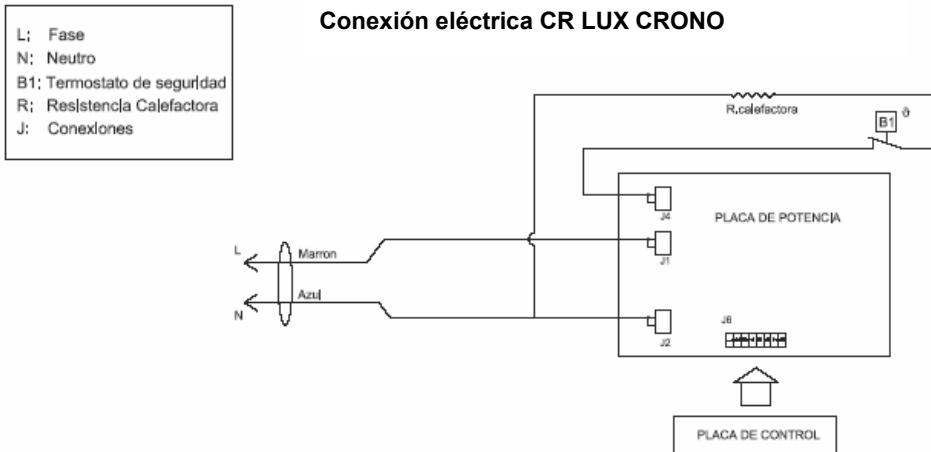 Conexión eléctrica CR LUX CRONO
L: Fase
N: Neutro
B1: Termostato de seguridad
R: Resistencia Calefactora
J: Conexiones
R.calefactora
B1
ϑ
J4
PLACA DE POTENCIA
J1
L
Marron
Azul
N
J2
J6
PLACA DE CONTROL